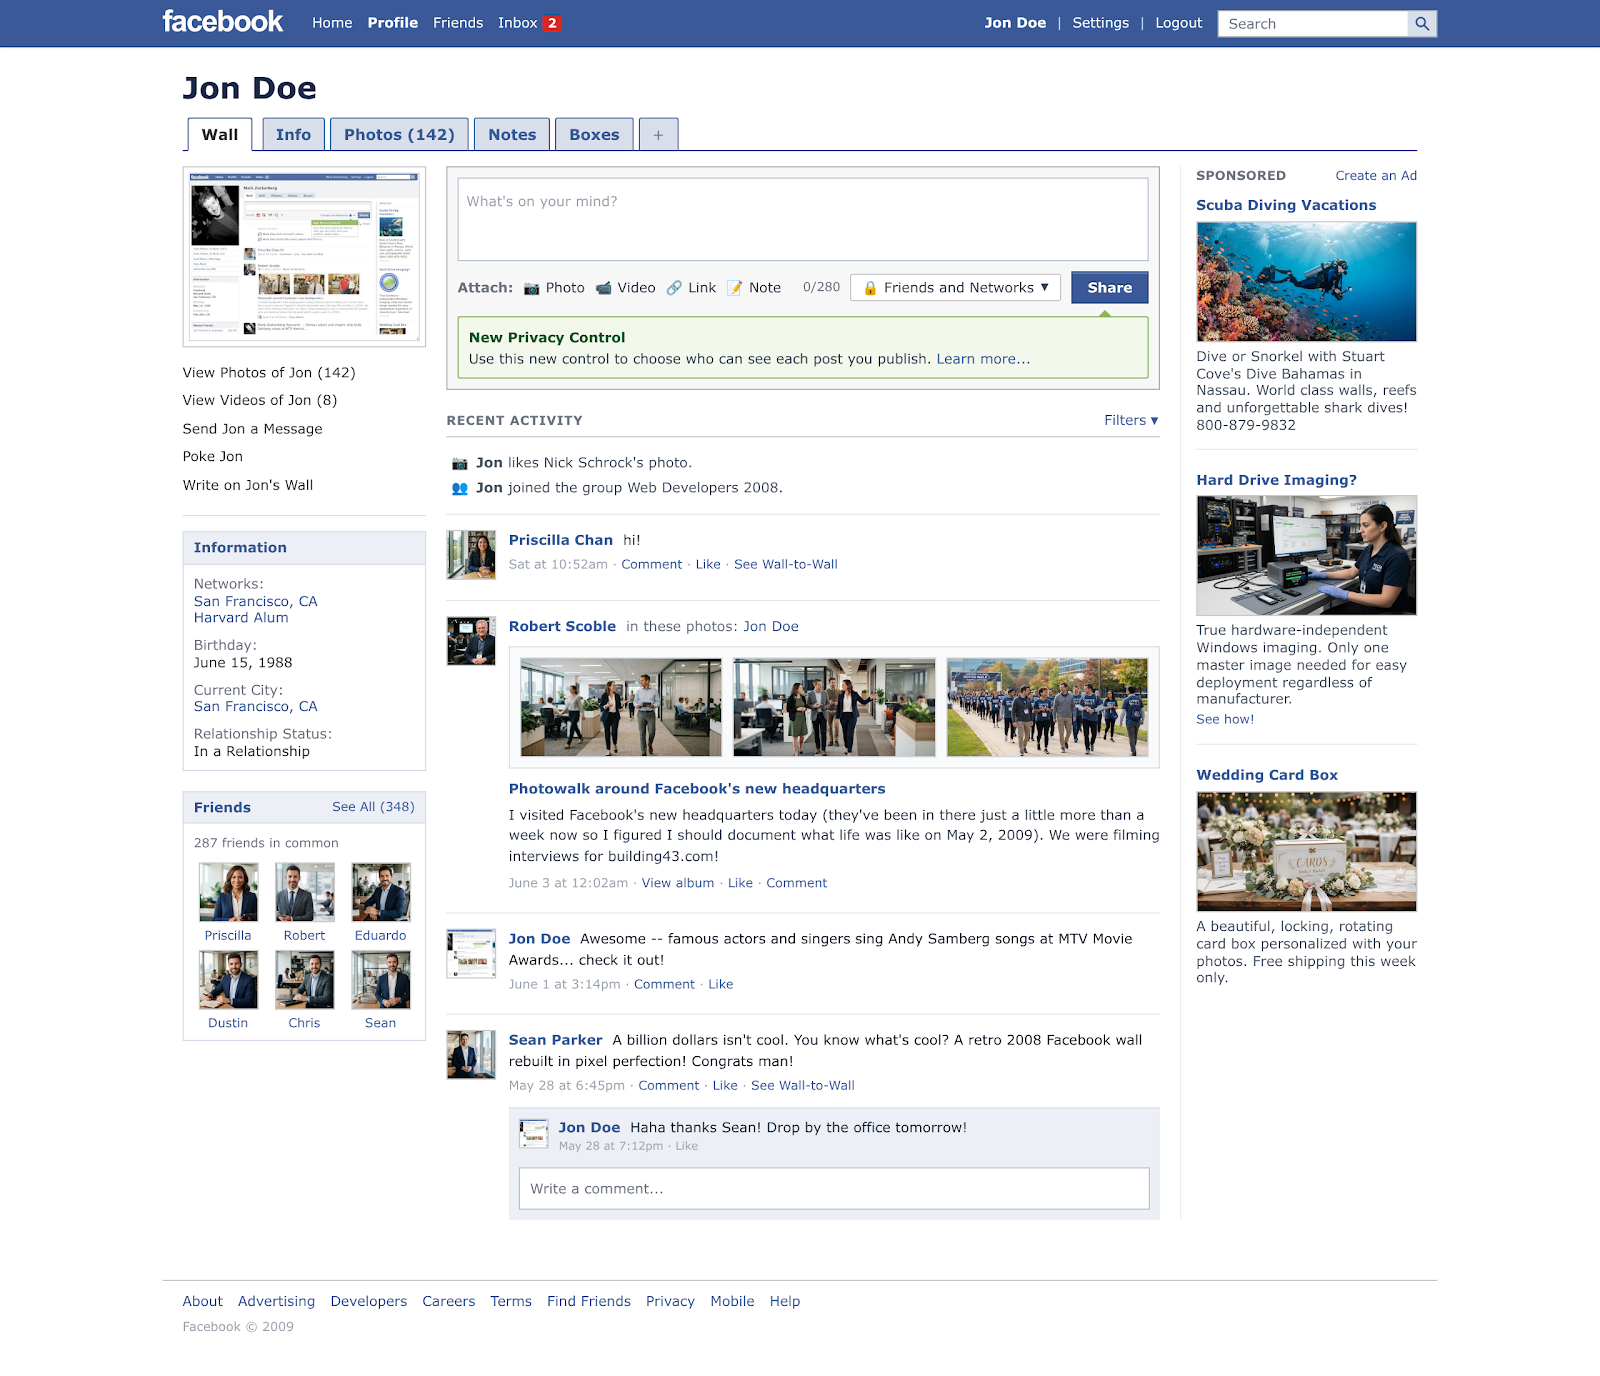 facebook Home Profile Friends Inbox 2 Jon Doe | Settings | Logout Search
Jon Doe
Wall Info Photos (142) Notes Boxes +
View Photos of Jon (142)
View Videos of Jon (8)
Send Jon a Message
Poke Jon
Write on Jon's Wall
Information
Networks:
San Francisco, CA
Harvard Alum
Birthday:
June 15, 1988
Current City:
San Francisco, CA
Relationship Status:
In a Relationship
Friends See All (348)
287 friends in common
Priscilla Robert Eduardo
Dustin Chris Sean
What's on your mind?
Attach: Photo Video Link Note 0/280 Friends and Networks ▼ Share
New Privacy Control
Use this new control to choose who can see each post you publish. Learn more...
RECENT ACTIVITY Filters ▾
Jon likes Nick Schrock's photo.
Jon joined the group Web Developers 2008.
Priscilla Chan hi!
Sat at 10:52am · Comment · Like · See Wall-to-Wall
Robert Scoble in these photos: Jon Doe
Photowalk around Facebook's new headquarters
I visited Facebook's new headquarters today (they've been in there just a little more than a
week now so I figured I should document what life was like on May 2, 2009). We were filming
interviews for building43.com!
June 3 at 12:02am · View album · Like · Comment
Jon Doe Awesome -- famous actors and singers sing Andy Samberg songs at MTV Movie
Awards... check it out!
June 1 at 3:14pm · Comment · Like
Sean Parker A billion dollars isn't cool. You know what's cool? A retro 2008 Facebook wall
rebuilt in pixel perfection! Congrats man!
May 28 at 6:45pm · Comment · Like · See Wall-to-Wall
Jon Doe Haha thanks Sean! Drop by the office tomorrow!
May 28 at 7:12pm · Like
Write a comment...
SPONSORED Create an Ad
Scuba Diving Vacations
Dive or Snorkel with Stuart
Cove's Dive Bahamas in
Nassau. World class walls, reefs
and unforgettable shark dives!
800-879-9832
Hard Drive Imaging?
True hardware-independent
Windows imaging. Only one
master image needed for easy
deployment regardless of
manufacturer.
See how!
Wedding Card Box
CARDS
A beautiful, locking, rotating
card box personalized with your
photos. Free shipping this week
only.
About Advertising Developers Careers Terms Find Friends Privacy Mobile Help
Facebook © 2009